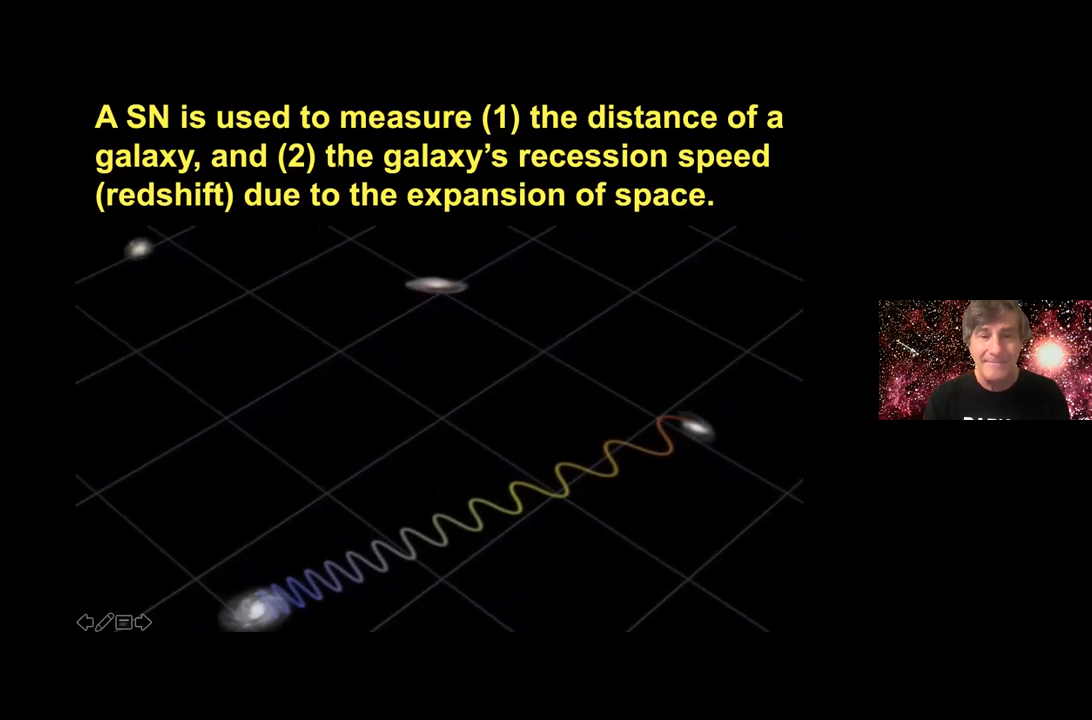 A SN is used to measure (1) the distance of a
galaxy, and (2) the galaxy’s recession speed
(redshift) due to the expansion of space.